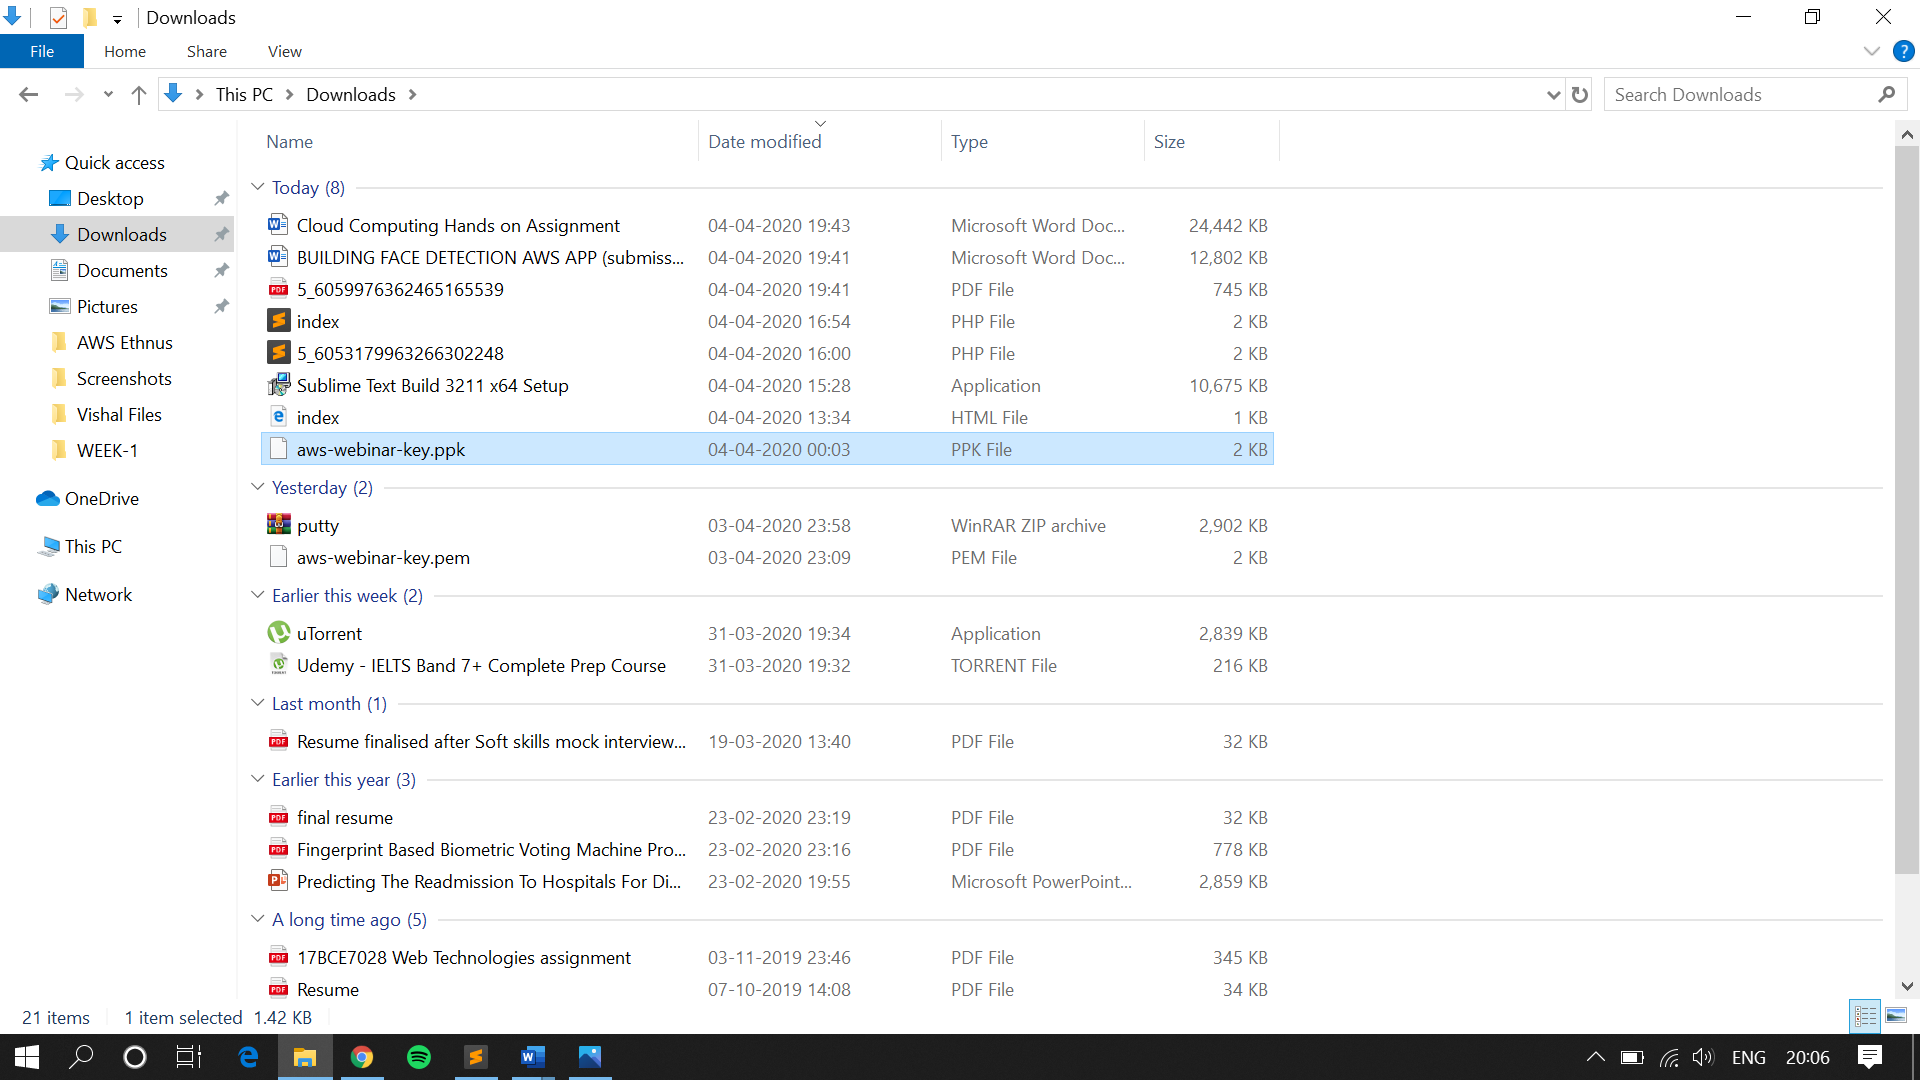 Downloads
File Home Share View
This PC Downloads
Search Downloads
Name Date modified Type Size
Quick access
Desktop
Downloads
Documents
Pictures
AWS Ethnus
Screenshots
Vishal Files
WEEK-1
OneDrive
This PC
Network
Today (8)
Cloud Computing Hands on Assignment 04-04-2020 19:43 Microsoft Word Doc... 24,442 KB
BUILDING FACE DETECTION AWS APP (submiss... 04-04-2020 19:41 Microsoft Word Doc... 12,802 KB
5_6059976362465165539 04-04-2020 19:41 PDF File 745 KB
index 04-04-2020 16:54 PHP File 2 KB
5_6053179963266302248 04-04-2020 16:00 PHP File 2 KB
Sublime Text Build 3211 x64 Setup 04-04-2020 15:28 Application 10,675 KB
index 04-04-2020 13:34 HTML File 1 KB
aws-webinar-key.ppk 04-04-2020 00:03 PPK File 2 KB
Yesterday (2)
putty 03-04-2020 23:58 WinRAR ZIP archive 2,902 KB
aws-webinar-key.pem 03-04-2020 23:09 PEM File 2 KB
Earlier this week (2)
uTorrent 31-03-2020 19:34 Application 2,839 KB
Udemy - IELTS Band 7+ Complete Prep Course 31-03-2020 19:32 TORRENT File 216 KB
Last month (1)
Resume finalised after Soft skills mock interview... 19-03-2020 13:40 PDF File 32 KB
Earlier this year (3)
final resume 23-02-2020 23:19 PDF File 32 KB
Fingerprint Based Biometric Voting Machine Pro... 23-02-2020 23:16 PDF File 778 KB
Predicting The Readmission To Hospitals For Di... 23-02-2020 19:55 Microsoft PowerPoint... 2,859 KB
A long time ago (5)
17BCE7028 Web Technologies assignment 03-11-2019 23:46 PDF File 345 KB
Resume 07-10-2019 14:08 PDF File 34 KB
21 items 1 item selected 1.42 KB
ENG 20:06